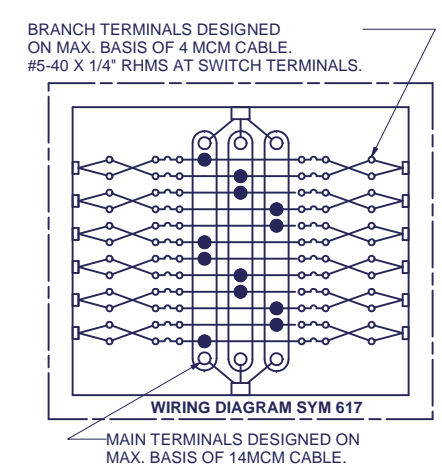 BRANCH TERMINALS DESIGNED
ON MAX. BASIS OF 4 MCM CABLE.
#5-40 X 1/4" RHMS AT SWITCH TERMINALS.
WIRING DIAGRAM SYM 617
MAIN TERMINALS DESIGNED ON
MAX. BASIS OF 14MCM CABLE.